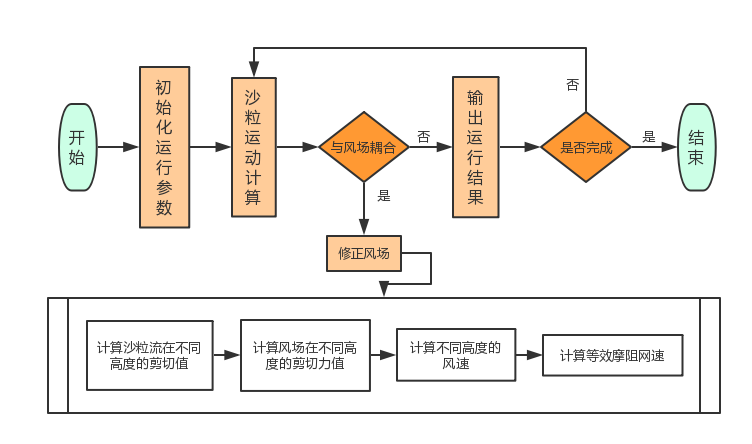 开始
初始化运行参数
沙粒运动计算
与风场耦合
否
是
输出运行结果
是否完成
否
是
结束
修正风场
计算沙粒流在不同
高度的剪切值
计算风场在不同高
度的剪切力值
计算不同高度的
风速
计算等效摩阻网速